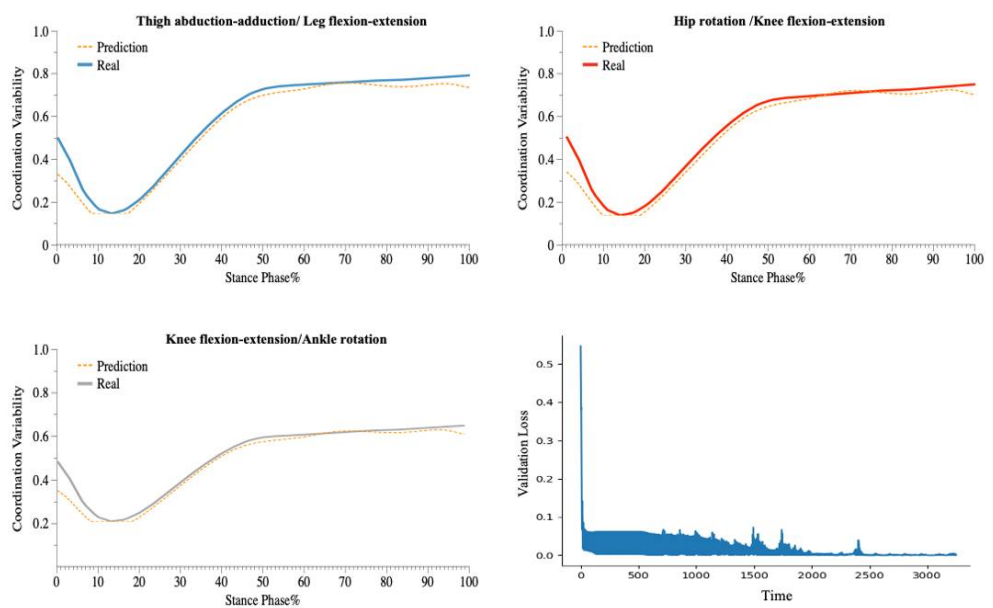 Thigh abduction-adduction/ Leg flexion-extension
1.0
0.8
0.6
0.4
0.2
0
Coordination Variability
Prediction
Real
0 10 20 30 40 50 60 70 80 90 100
Stance Phase%
Hip rotation /Knee flexion-extension
1.0
0.8
0.6
0.4
0.2
0
Coordination Variability
Prediction
Real
0 10 20 30 40 50 60 70 80 90 100
Stance Phase%
Knee flexion-extension/Ankle rotation
1.0
0.8
0.6
0.4
0.2
Coordination Variability
Prediction
Real
0 10 20 30 40 50 60 70 80 90 100
Stance Phase%
0.5
0.4
0.3
0.2
0.1
0.0
Validation Loss
0 500 1000 1500 2000 2500 3000
Time